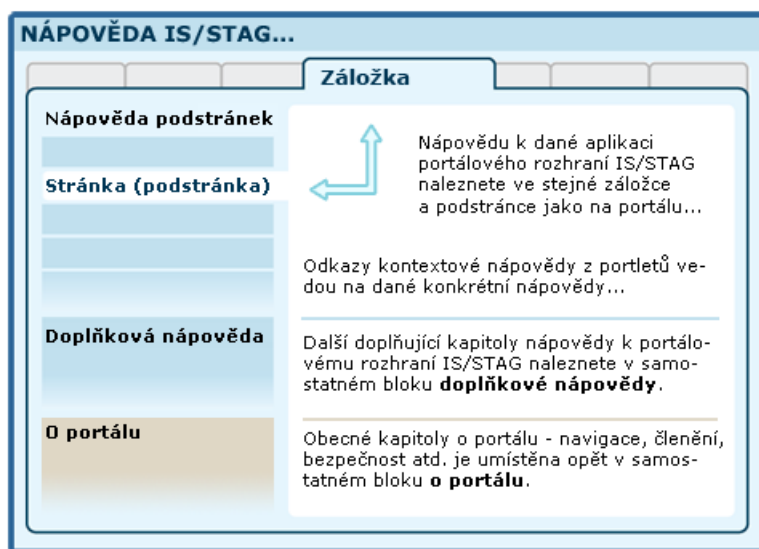 NÁPOVĚDA IS/STAG...
Záložka
Nápověda podstránek
Stránka (podstránka)
Nápovědu k dané aplikaci
portálového rozhraní IS/STAG
naleznete ve stejné záložce
a podstránce jako na portálu...
Odkazy kontextové nápovědy z portletů ve-
dou na dané konkrétní nápovědy...
Doplňková nápověda
Další doplňující kapitoly nápovědy k portálo-
vému rozhraní IS/STAG naleznete v samo-
statném bloku doplňkové nápovědy.
O portálu
Obecné kapitoly o portálu - navigace, členění,
bezpečnost atd. je umístěna opět v samos-
tatném bloku o portálu.